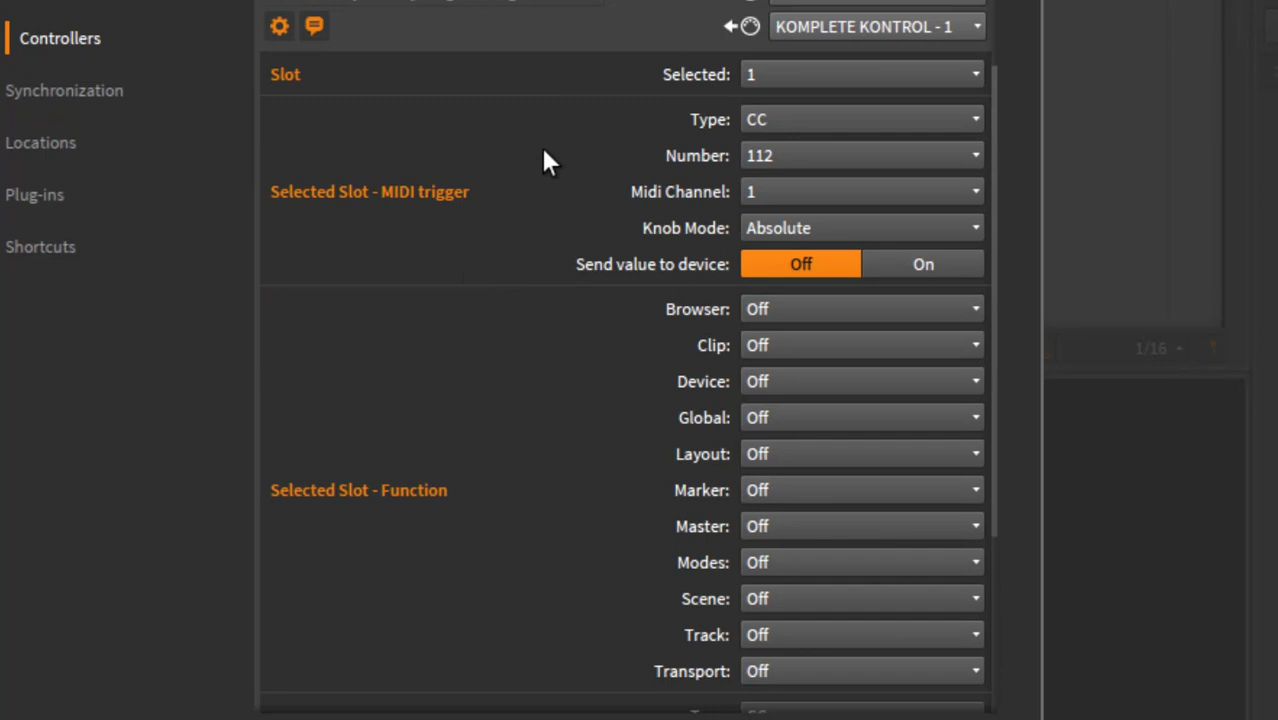 Controllers
Synchronization
Locations
Plug-ins
Shortcuts
KOMPLETE KONTROL - 1
Slot
Selected: 1
Selected Slot - MIDI trigger
Type: CC
Number: 112
Midi Channel: 1
Knob Mode: Absolute
Send value to device: Off On
Selected Slot - Function
Browser: Off
Clip: Off
Device: Off
Global: Off
Layout: Off
Marker: Off
Master: Off
Modes: Off
Scene: Off
Track: Off
Transport: Off
1/16